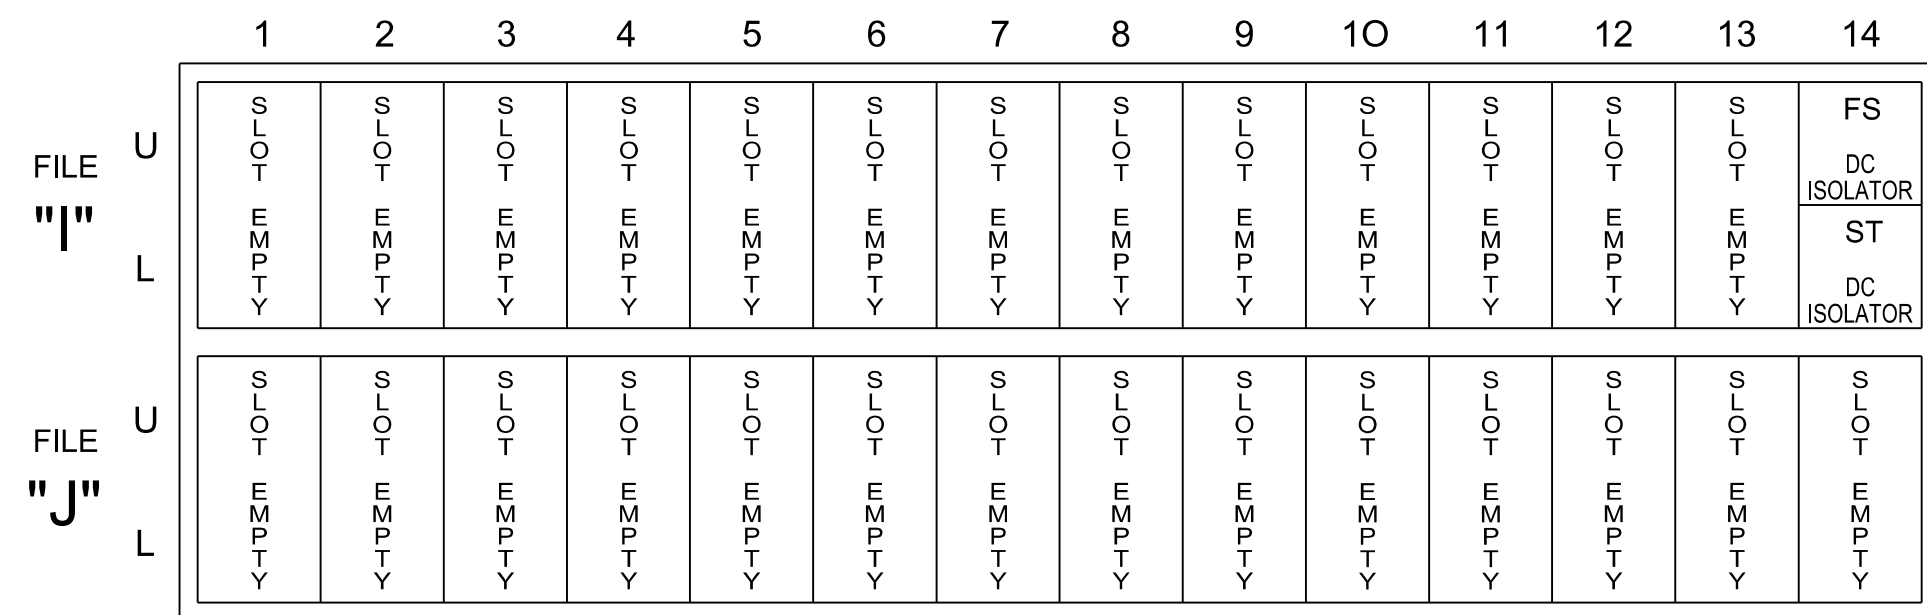 1 2 3 4 5 6 7 8 9 10 11 12 13 14
FILE "I"
U
L
SLOT EMPTY SLOT EMPTY SLOT EMPTY SLOT EMPTY SLOT EMPTY SLOT EMPTY SLOT EMPTY SLOT EMPTY SLOT EMPTY SLOT EMPTY SLOT EMPTY SLOT EMPTY SLOT EMPTY
FS
DC
ISOLATOR
ST
DC
ISOLATOR
FILE "J"
U
L
SLOT EMPTY SLOT EMPTY SLOT EMPTY SLOT EMPTY SLOT EMPTY SLOT EMPTY SLOT EMPTY SLOT EMPTY SLOT EMPTY SLOT EMPTY SLOT EMPTY SLOT EMPTY SLOT EMPTY SLOT EMPTY